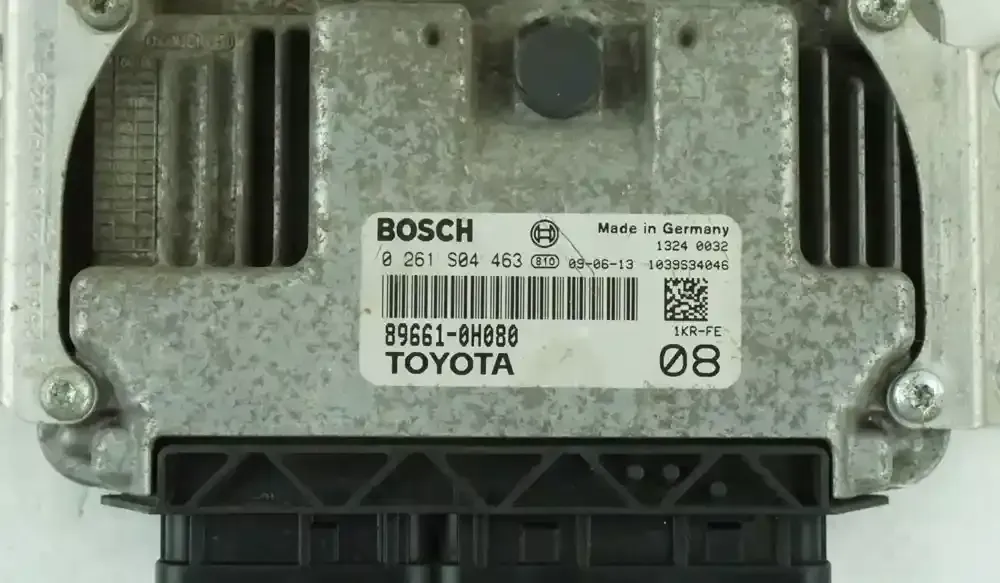 BOSCH Made in Germany
1324 0032
0 261 S04 463 810 09-06-13 1039S34046
89661-0H080 1KR-FE
TOYOTA 08